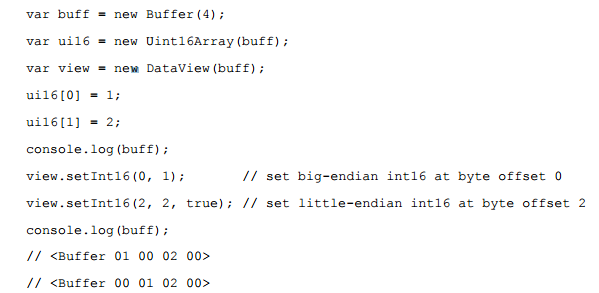 var buff = new Buffer(4);
var ui16 = new Uint16Array(buff);
var view = new DataView(buff);
ui16[0] = 1;
ui16[1] = 2;
console.log(buff);
view.setInt16(0, 1);       // set big-endian int16 at byte offset 0
view.setInt16(2, 2, true); // set little-endian int16 at byte offset 2
console.log(buff);
// <Buffer 01 00 02 00>
// <Buffer 00 01 02 00>